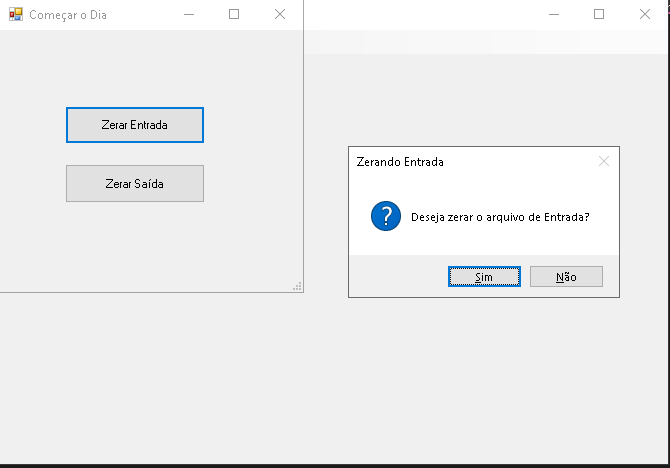 Começar o Dia
Zerar Entrada
Zerar Saída
Zerando Entrada
Deseja zerar o arquivo de Entrada?
Sim
Não